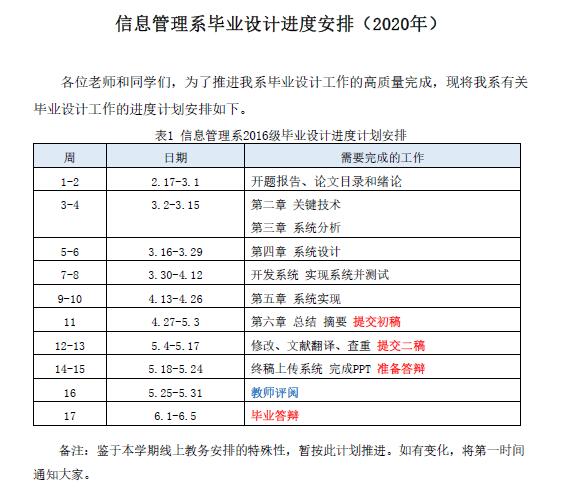 信息管理系毕业设计进度安排（2020年）
各位老师和同学们，为了推进我系毕业设计工作的高质量完成，现将我系有关
毕业设计工作的进度计划安排如下。
表1 信息管理系2016级毕业设计进度计划安排
周 日期 需要完成的工作
1-2 2.17-3.1 开题报告、论文目录和绪论
3-4 3.2-3.15 第二章 关键技术
第三章 系统分析
5-6 3.16-3.29 第四章 系统设计
7-8 3.30-4.12 开发系统 实现系统并测试
9-10 4.13-4.26 第五章 系统实现
11 4.27-5.3 第六章 总结 摘要 提交初稿
12-13 5.4-5.17 修改、文献翻译、查重 提交二稿
14-15 5.18-5.24 终稿上传系统 完成PPT 准备答辩
16 5.25-5.31 教师评阅
17 6.1-6.5 毕业答辩
备注：鉴于本学期线上教务安排的特殊性，暂按此计划推进。如有变化，将第一时间
通知大家。